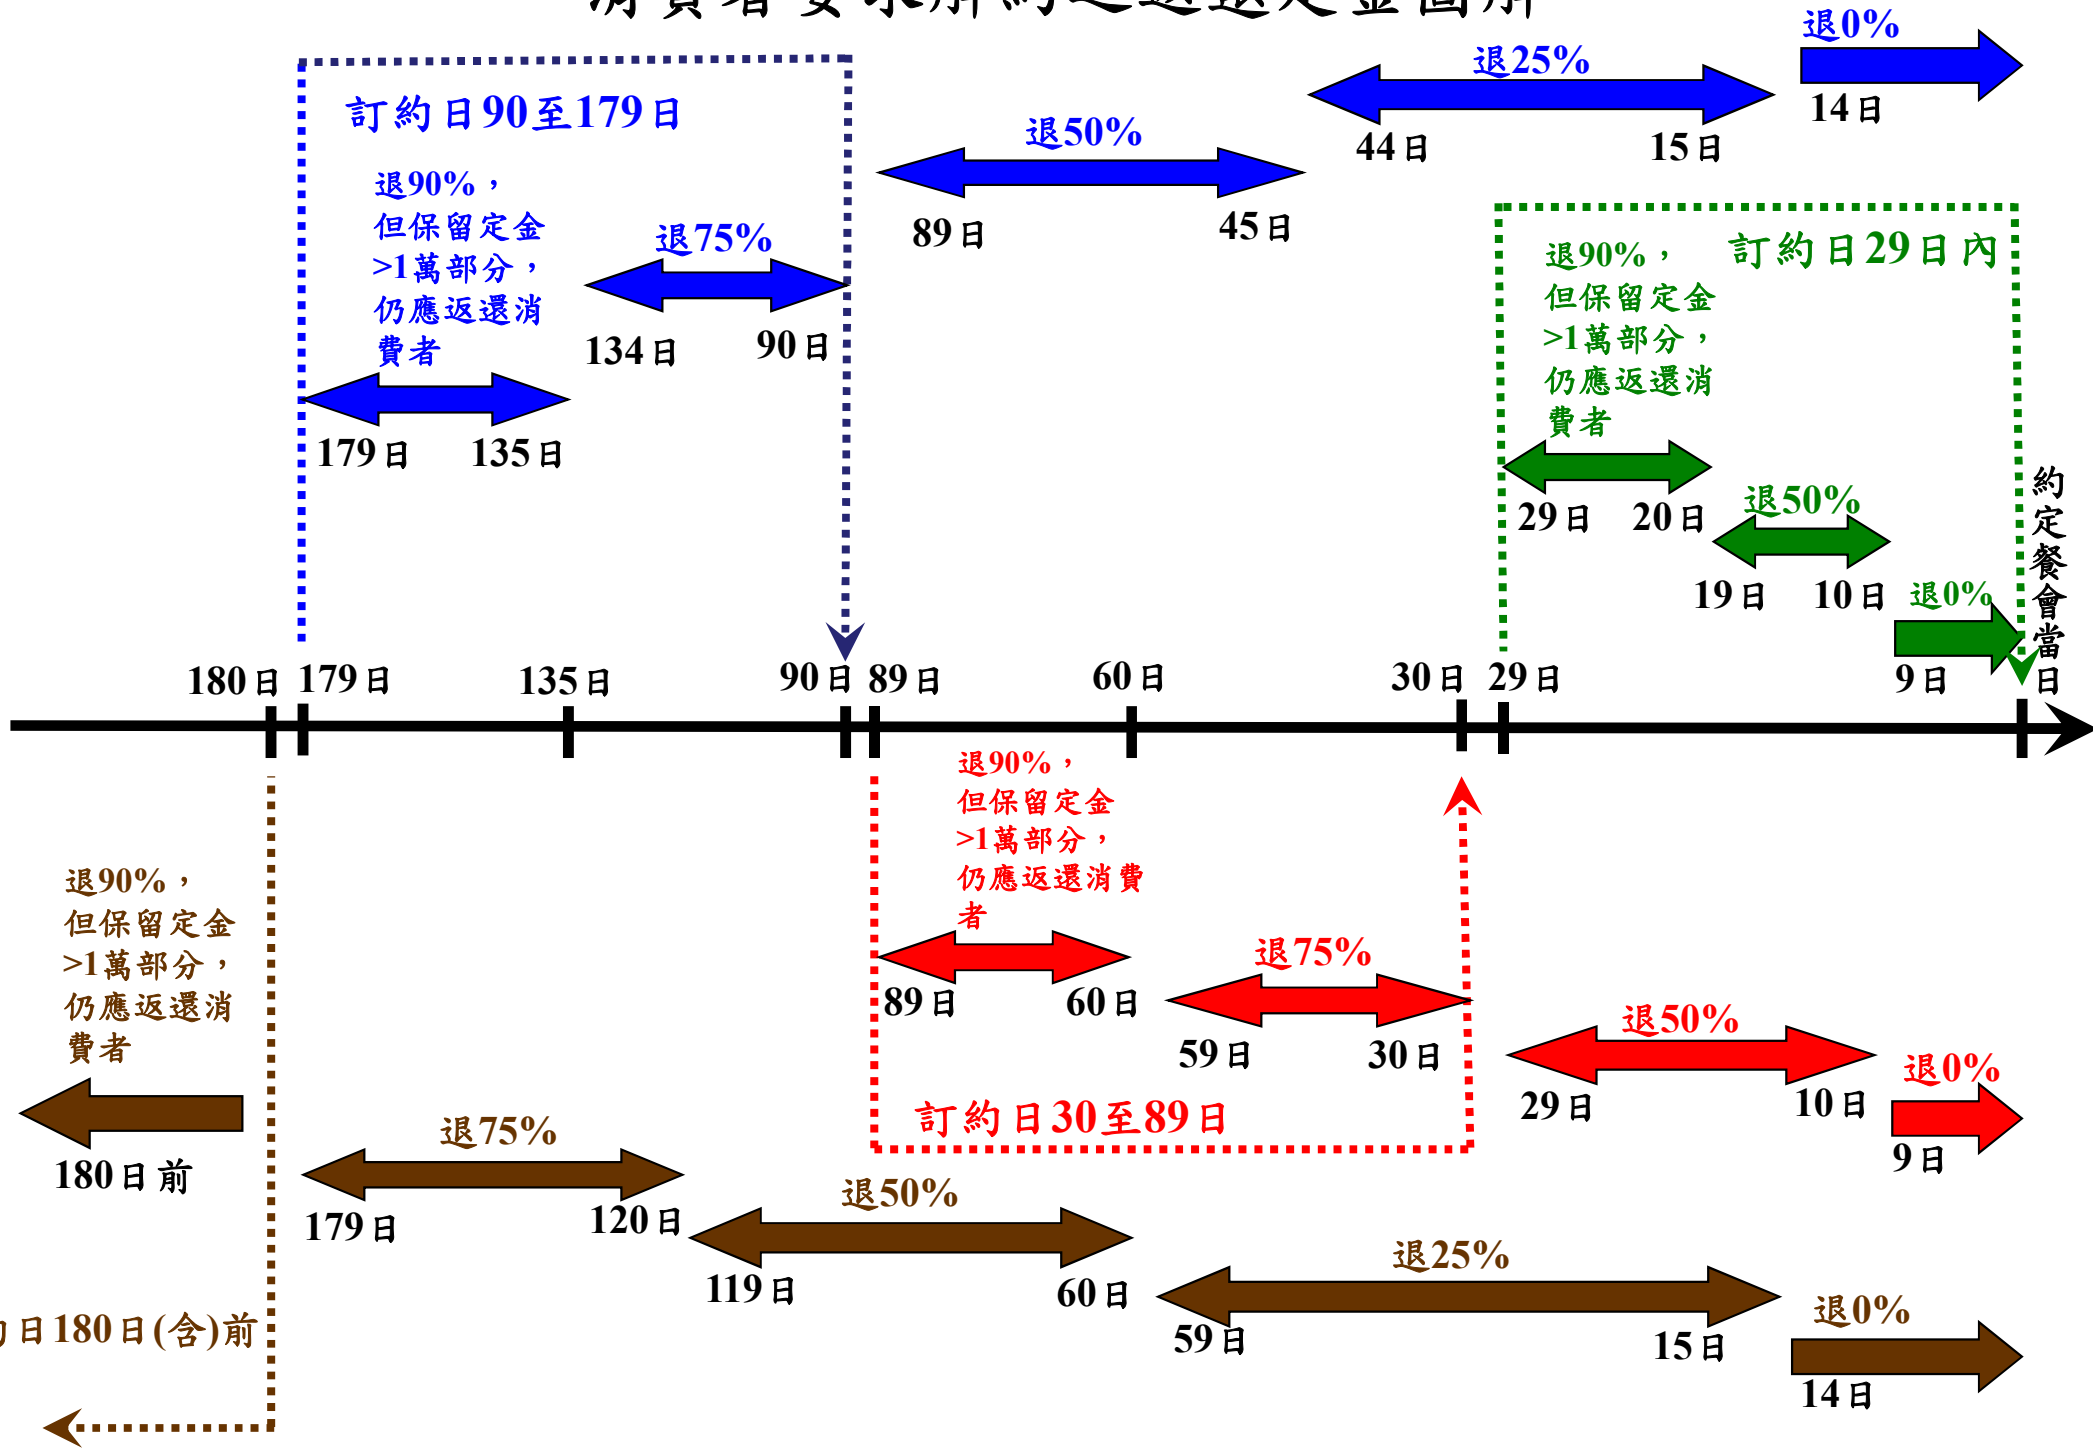 退0%
14日
退25%
44日
15日
訂約日90至179日
退50%
89日
45日
退90%，
但保留定金
>1萬部分，
仍應返還消
費者
退75%
134日
90日
179日
135日
訂約日29日內
退90%，
但保留定金
>1萬部分，
仍應返還消
費者
29日
20日
退50%
19日
10日
退0%
9日
約定餐會當日
180日
179日
135日
90日
89日
60日
30日
29日
退90%，
但保留定金
>1萬部分，
仍應返還消費
者
89日
60日
退75%
59日
30日
退50%
29日
10日
退0%
9日
訂約日30至89日
退90%，
但保留定金
>1萬部分，
仍應返還消
費者
180日前
退75%
179日
120日
退50%
119日
60日
退25%
59日
15日
退0%
14日
日180日(含)前